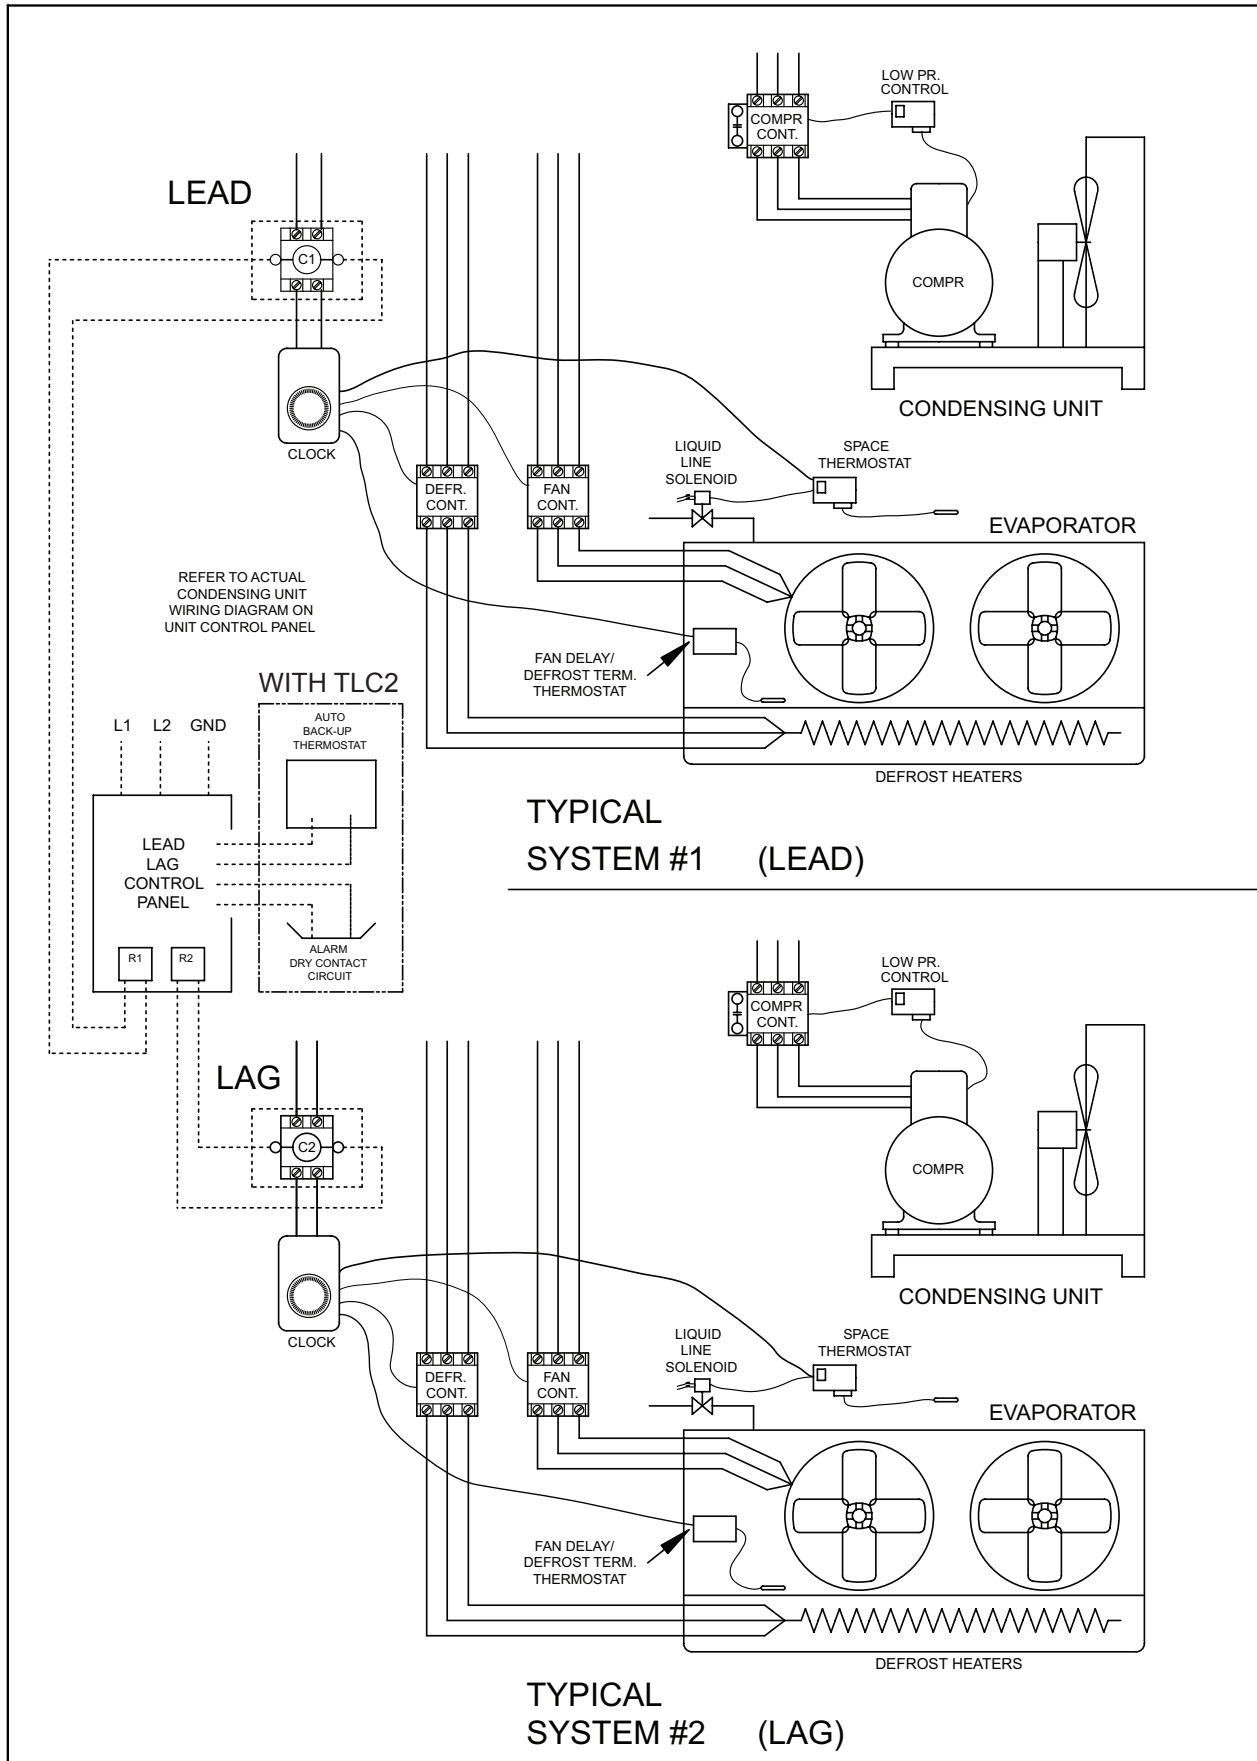 LOW PR.
CONTROL
COMPR
CONT.
LEAD
C1
COMPR
CONDENSING UNIT
CLOCK
LIQUID
LINE
SOLENOID
SPACE
THERMOSTAT
DEFR.
CONT.
FAN
CONT.
EVAPORATOR
REFER TO ACTUAL
CONDENSING UNIT
WIRING DIAGRAM ON
UNIT CONTROL PANEL
FAN DELAY/
DEFROST TERM.
THERMOSTAT
WITH TLC2
L1 L2 GND
AUTO
BACK-UP
THERMOSTAT
DEFROST HEATERS
TYPICAL
SYSTEM #1 (LEAD)
LEAD
LAG
CONTROL
PANEL
R1 R2
ALARM
DRY CONTACT
CIRCUIT
LOW PR.
CONTROL
COMPR
CONT.
LAG
C2
COMPR
CONDENSING UNIT
CLOCK
LIQUID
LINE
SOLENOID
SPACE
THERMOSTAT
DEFR.
CONT.
FAN
CONT.
EVAPORATOR
FAN DELAY/
DEFROST TERM.
THERMOSTAT
DEFROST HEATERS
TYPICAL
SYSTEM #2 (LAG)